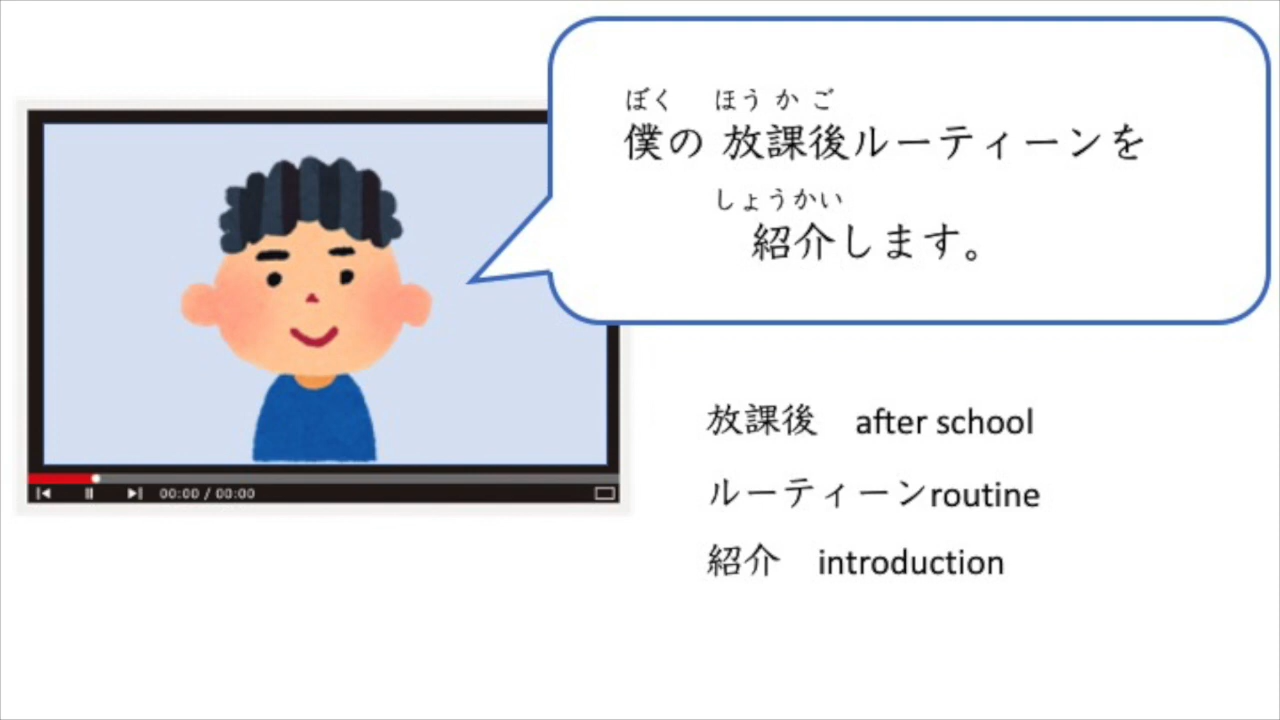 ぼく ほうかご
僕の 放課後ルーティーンを
しょうかい
紹介します。
放課後 after school
ルーティーンroutine
紹介 introduction
00:00 / 00:00